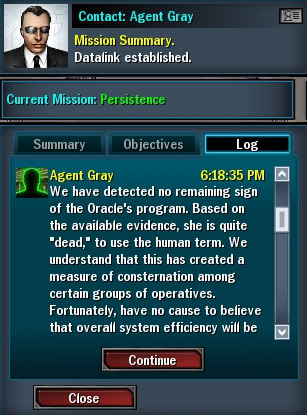 Contact: Agent Gray
Mission Summary.
Datalink established.
Current Mission: Persistence
Summary
Objectives
Log
Agent Gray 6:18:35 PM
We have detected no remaining sign
of the Oracle's program. Based on
the available evidence, she is quite
"dead," to use the human term. We
understand that this has created a
measure of consternation among
certain groups of operatives.
Fortunately, have no cause to believe
that overall system efficiency will be
Continue
Close